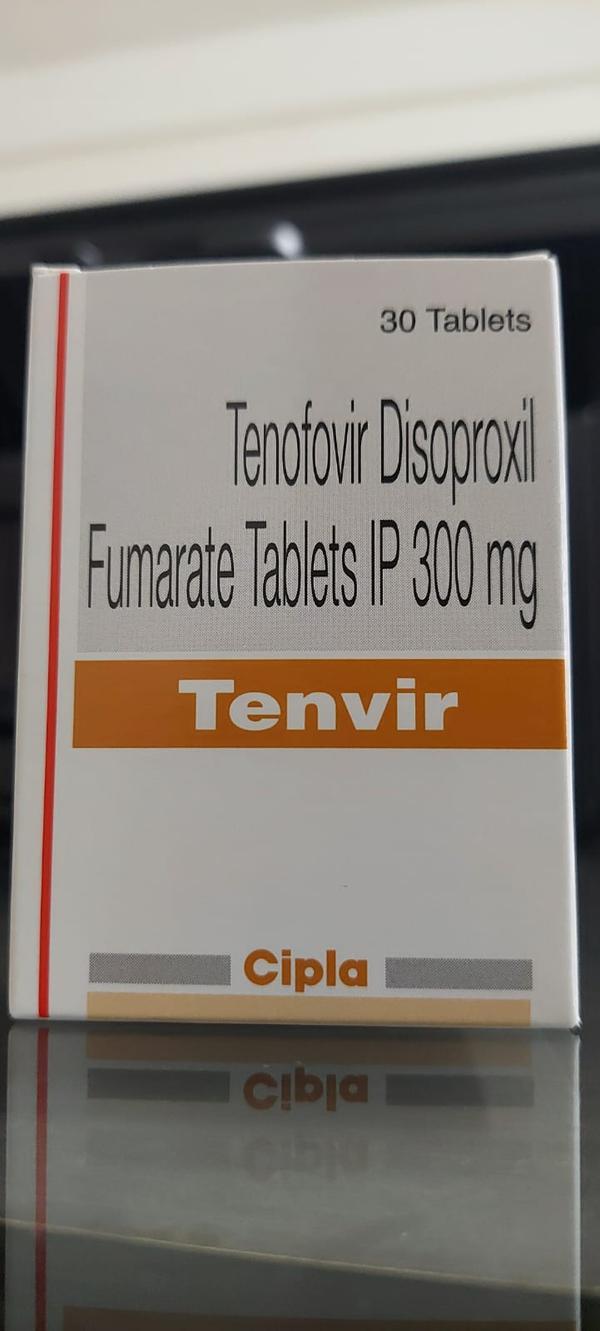 30 Tablets
Tenofovir Disoproxil
Fumarate Tablets IP 300 mg
Tenvir
Cipla